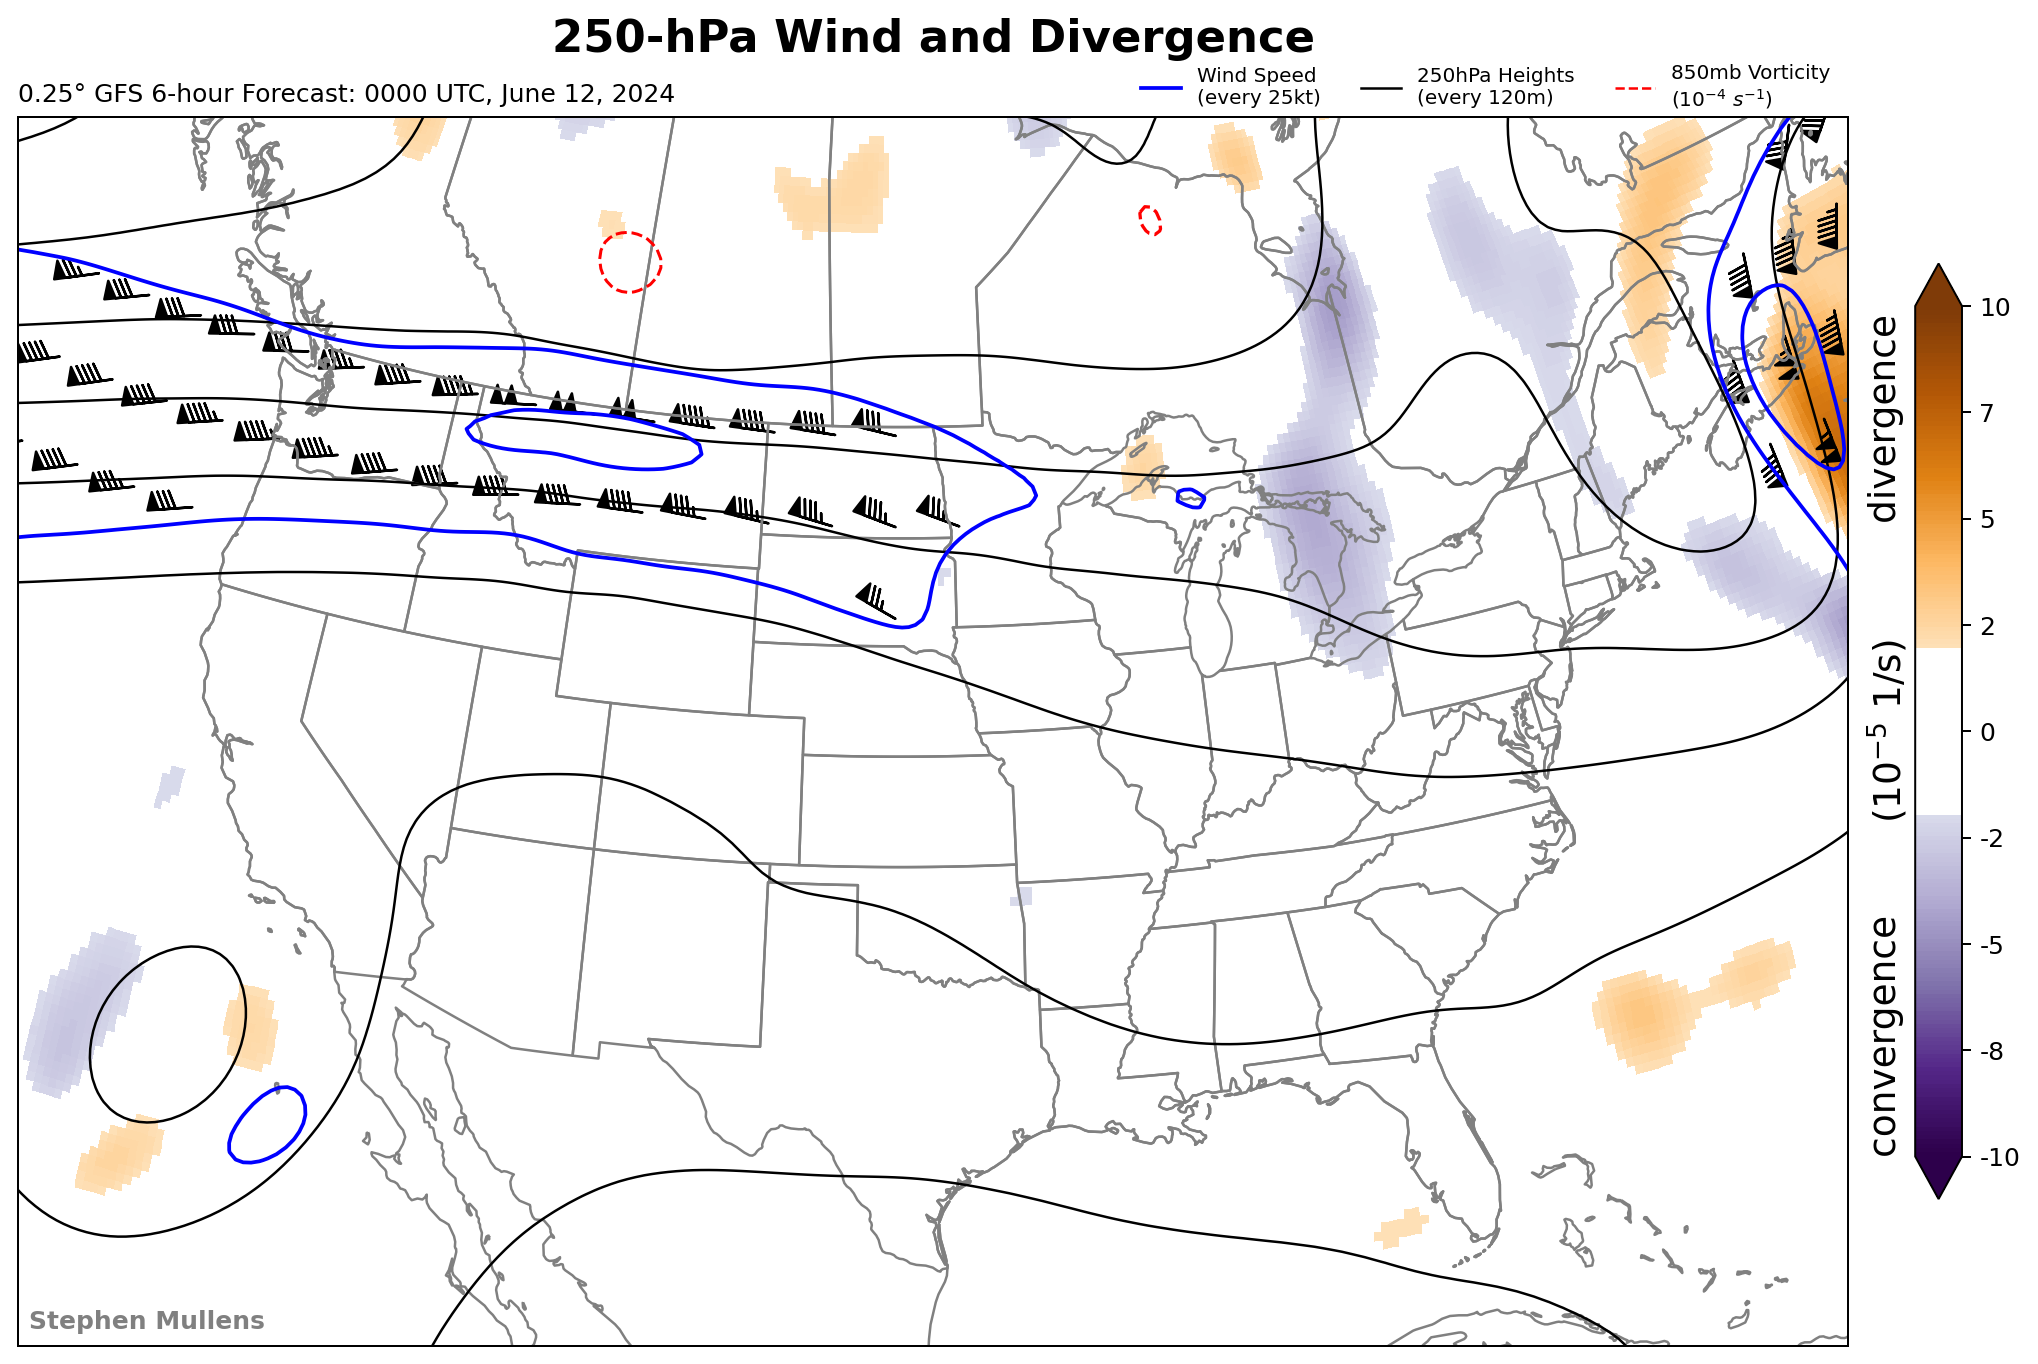 250-hPa Wind and Divergence
0.25° GFS 6-hour Forecast: 0000 UTC, June 12, 2024
Wind Speed
(every 25kt)
250hPa Heights
(every 120m)
850mb Vorticity
(10⁻⁴ s⁻¹)
10
7
5
2
0
-2
-5
-8
-10
convergence (10⁻⁵ 1/s) divergence
Stephen Mullens